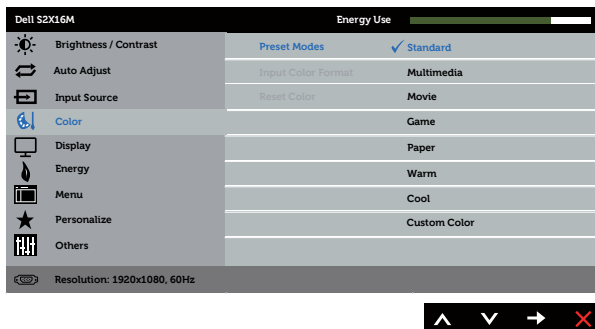 Dell S2X16M Energy Use
Brightness / Contrast Preset Modes Standard
Auto Adjust Input Color Format Multimedia
Input Source Reset Color Movie
Color Game
Display Paper
Energy Warm
Menu Cool
Personalize Custom Color
Others
Resolution: 1920x1080, 60Hz